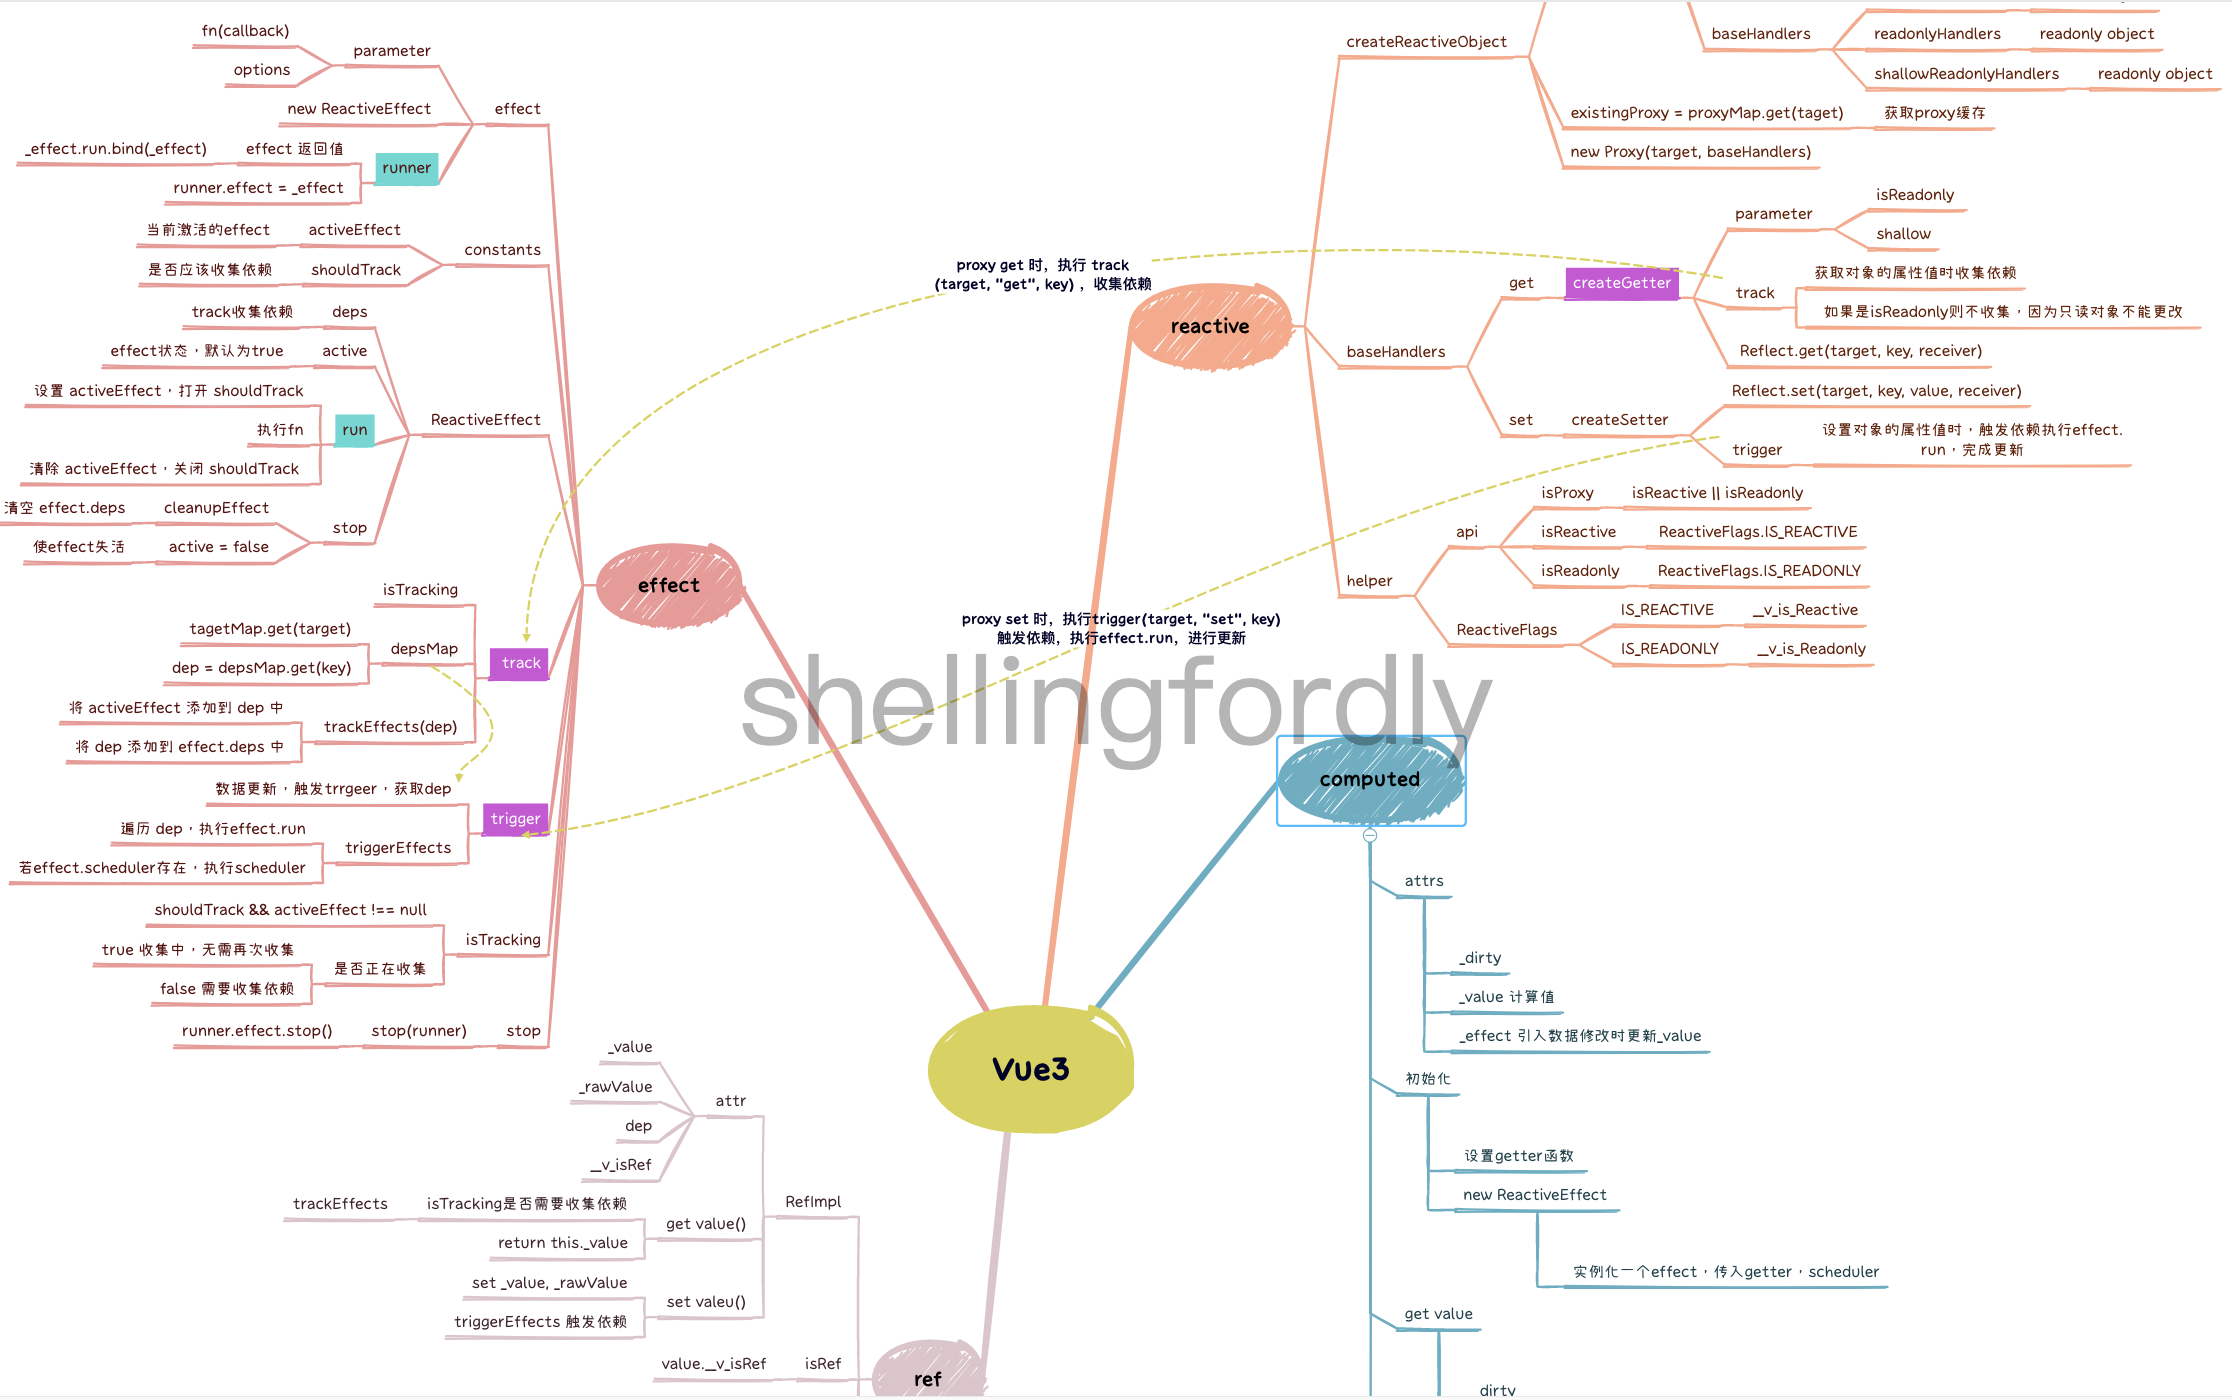 fn(callback)
parameter
options
new ReactiveEffect
effect
_effect.run.bind(_effect)
effect 返回值
runner
runner.effect = _effect
当前激活的effect
activeEffect
constants
是否应该收集依赖
shouldTrack
track收集依赖
deps
effect状态，默认为true
active
设置 activeEffect，打开 shouldTrack
ReactiveEffect
执行fn
run
清除 activeEffect，关闭 shouldTrack
清空 effect.deps
cleanupEffect
stop
使effect失活
active = false
effect
isTracking
tagetMap.get(target)
depsMap
dep = depsMap.get(key)
track
将 activeEffect 添加到 dep 中
trackEffects(dep)
将 dep 添加到 effect.deps 中
数据更新，触发trrgeer，获取dep
trigger
遍历 dep，执行effect.run
triggerEffects
若effect.scheduler存在，执行scheduler
shouldTrack && activeEffect !== null
isTracking
true 收集中，无需再次收集
是否正在收集
false 需要收集依赖
runner.effect.stop()
stop(runner)
stop
createReactiveObject
baseHandlers
readonlyHandlers
readonly object
shallowReadonlyHandlers
readonly object
existingProxy = proxyMap.get(taget)
获取proxy缓存
new Proxy(target, baseHandlers)
isReadonly
parameter
shallow
proxy get 时，执行 track
(target, "get", key) ，收集依赖
get
createGetter
获取对象的属性值时收集依赖
track
如果是isReadonly则不收集，因为只读对象不能更改
reactive
baseHandlers
Reflect.get(target, key, receiver)
Reflect.set(target, key, value, receiver)
set
createSetter
设置对象的属性值时，触发依赖执行effect.
run，完成更新
trigger
isProxy
isReactive || isReadonly
api
isReactive
ReactiveFlags.IS_REACTIVE
isReadonly
ReactiveFlags.IS_READONLY
helper
IS_REACTIVE
__v_is_Reactive
ReactiveFlags
IS_READONLY
__v_is_Readonly
proxy set 时，执行trigger(target, "set", key)
触发依赖，执行effect.run，进行更新
shellingfordly
computed
attrs
_dirty
_value 计算值
_effect 引入数据修改时更新_value
初始化
设置getter函数
new ReactiveEffect
实例化一个effect，传入getter，scheduler
get value
dirty
Vue3
_value
_rawValue
attr
dep
__v_isRef
RefImpl
trackEffects
isTracking是否需要收集依赖
get value()
return this._value
set _value, _rawValue
set valeu()
triggerEffects 触发依赖
value.__v_isRef
isRef
ref